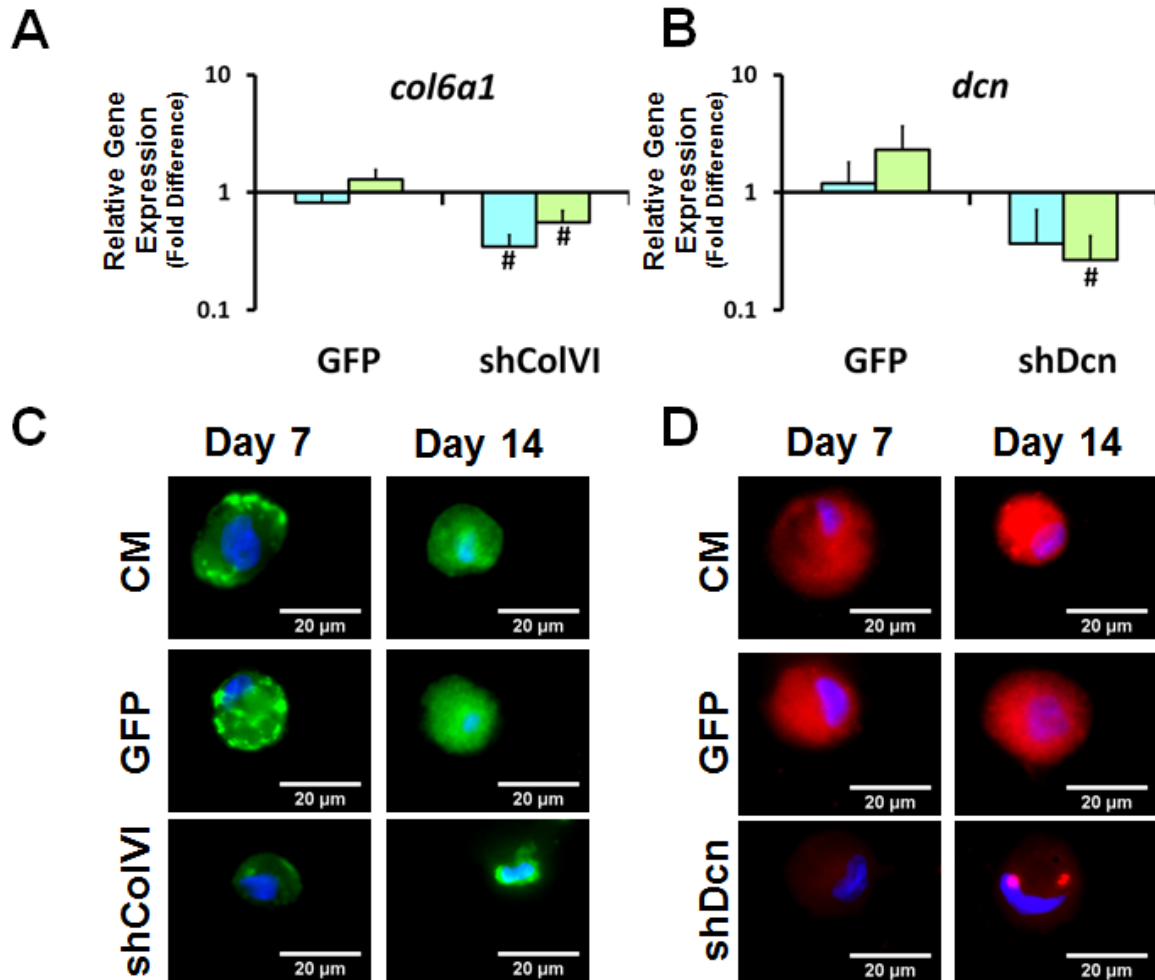 A
B
Relative Gene
Expression
(Fold Difference)
10
1
0.1
col6a1
#
#
GFP
shColVI
Relative Gene
Expression
(Fold Difference)
10
1
0.1
dcn
#
GFP
shDcn
C
Day 7
Day 14
CM
20 µm
20 µm
GFP
20 µm
20 µm
shColVI
20 µm
20 µm
D
Day 7
Day 14
CM
20 µm
20 µm
GFP
20 µm
20 µm
shDcn
20 µm
20 µm